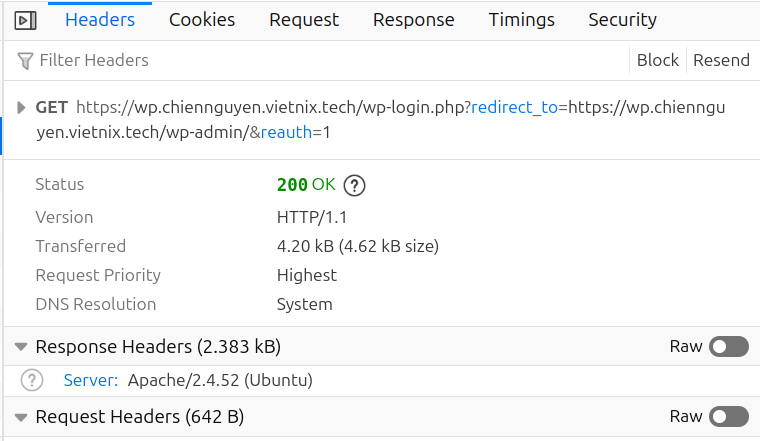 Headers Cookies Request Response Timings Security
Filter Headers Block Resend
GET https://wp.chiennguyen.vietnix.tech/wp-login.php?redirect_to=https://wp.chienngu
yen.vietnix.tech/wp-admin/&reauth=1
Status 200 OK ?
Version HTTP/1.1
Transferred 4.20 kB (4.62 kB size)
Request Priority Highest
DNS Resolution System
Response Headers (2.383 kB) Raw
? Server: Apache/2.4.52 (Ubuntu)
Request Headers (642 B) Raw